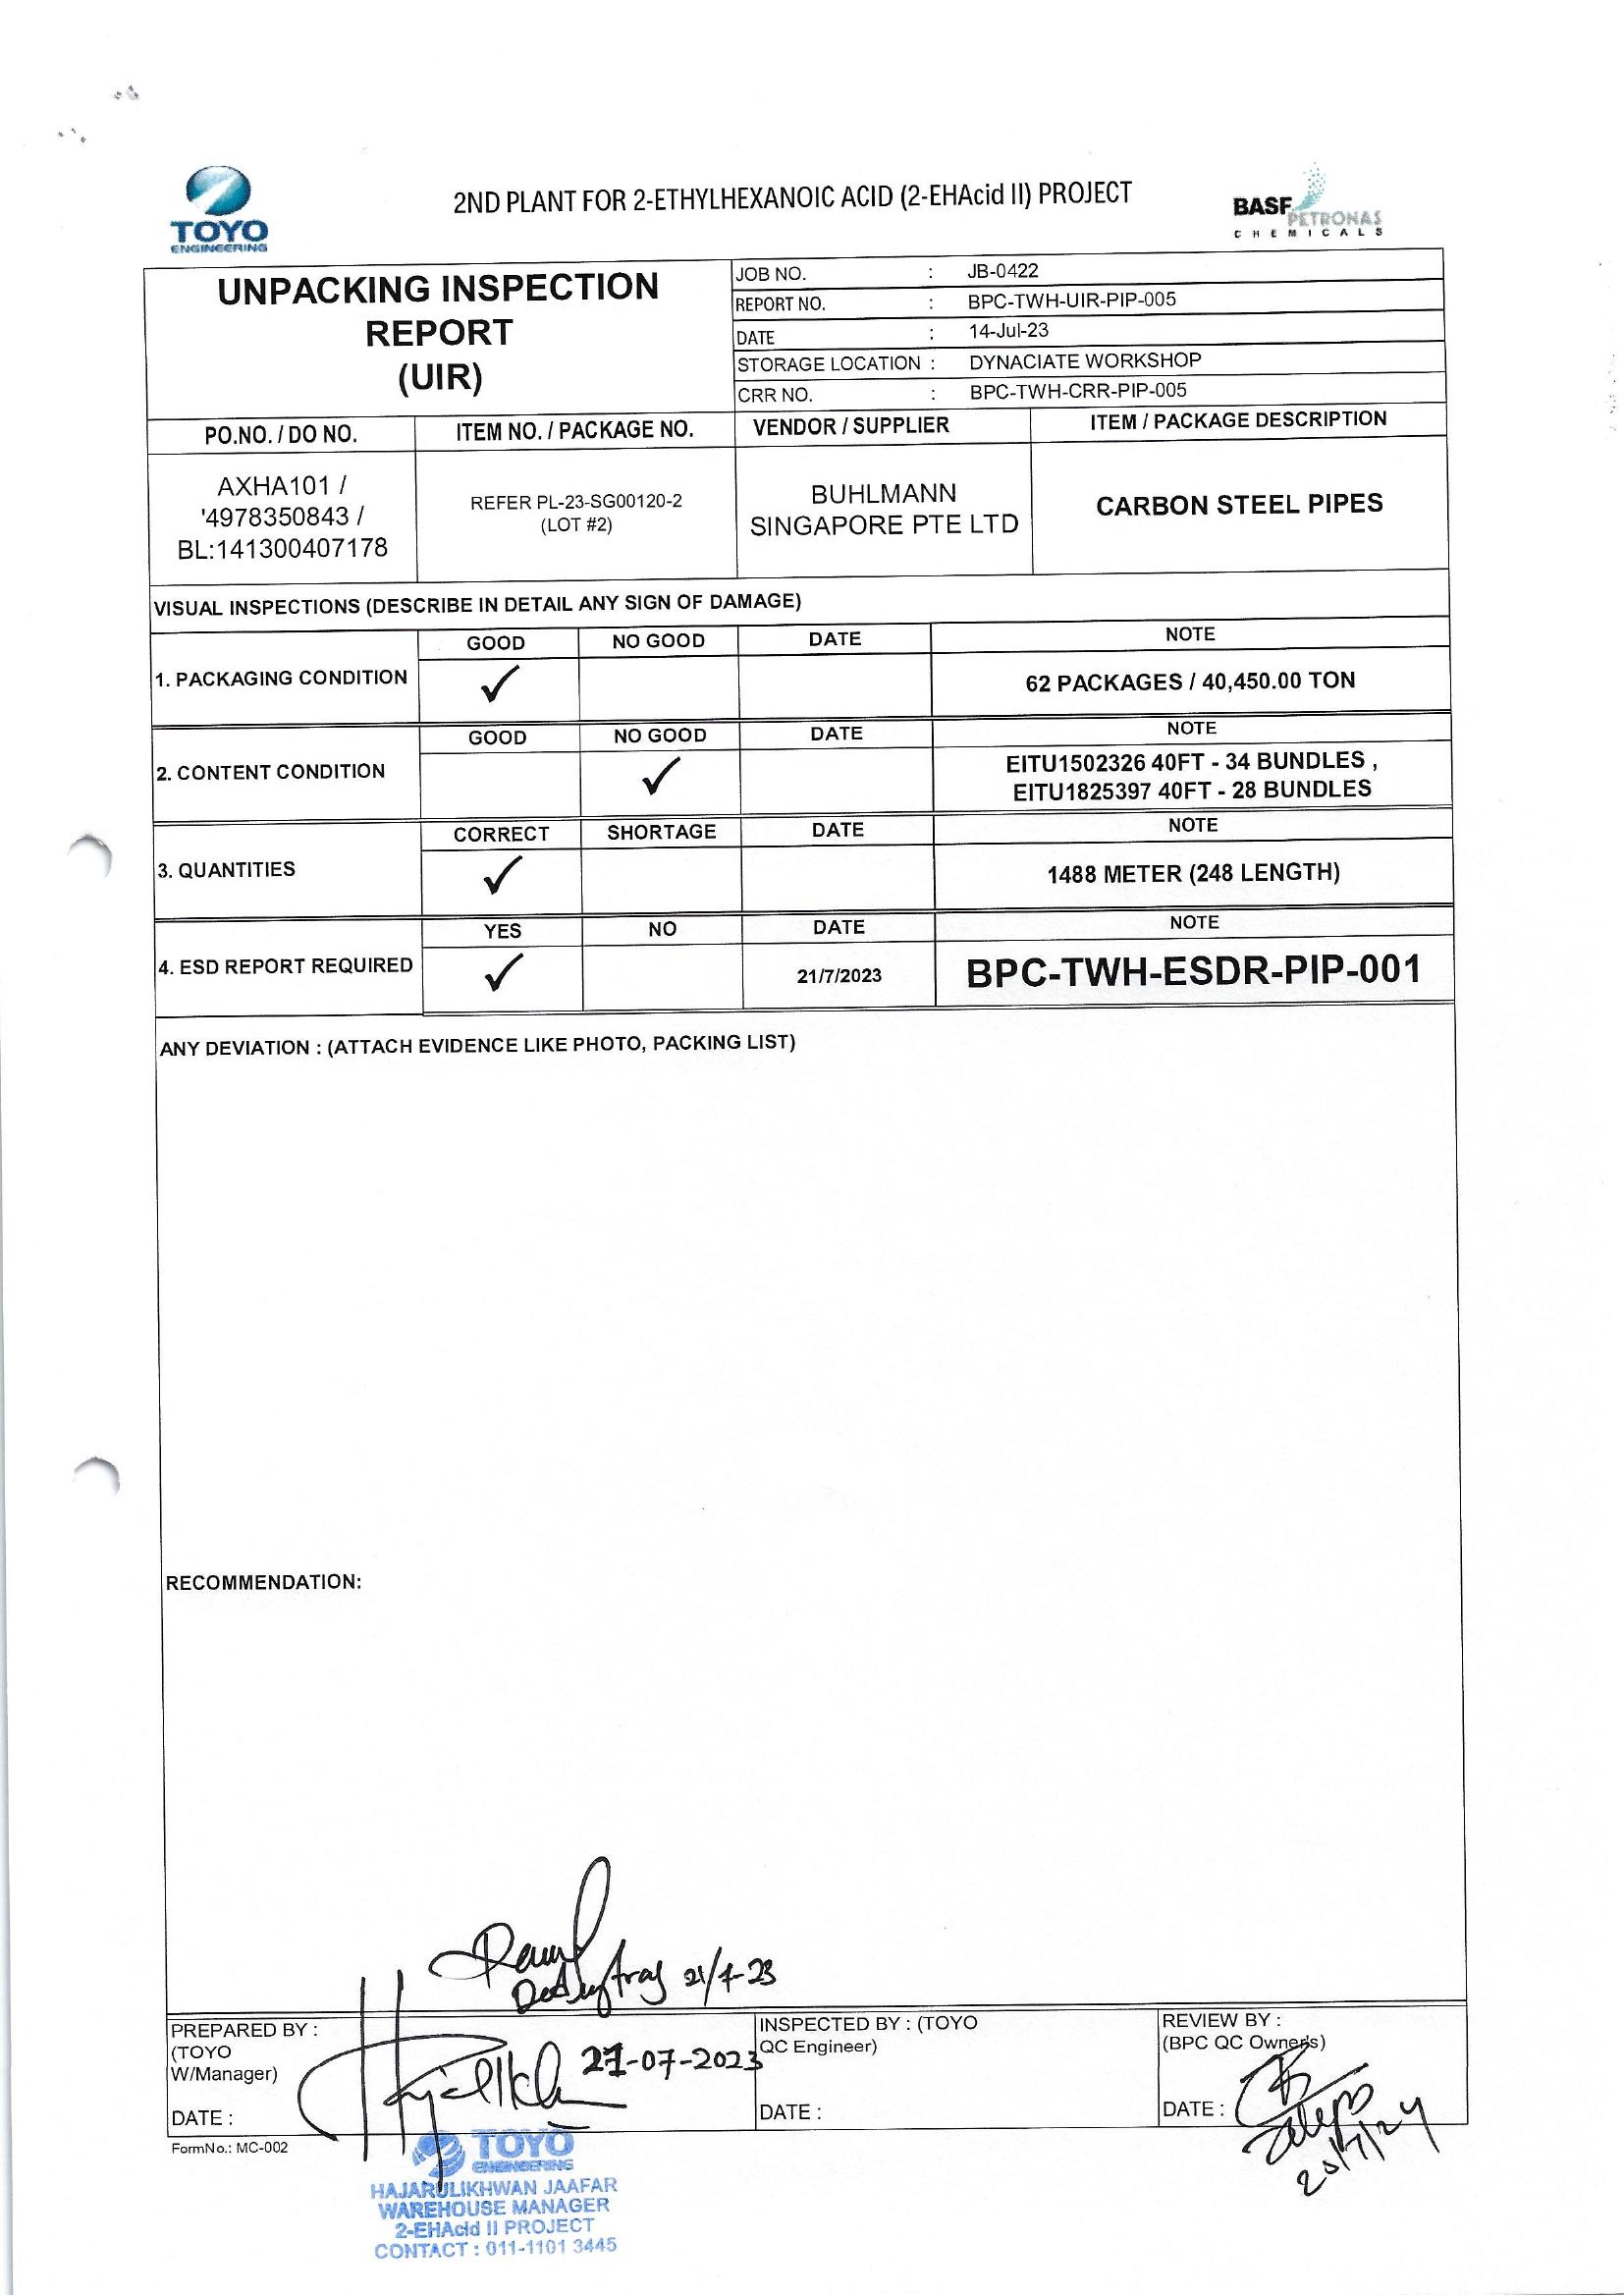 TOYO
ENGINEERING
2ND PLANT FOR 2-ETHYLHEXANOIC ACID (2-EHAcid II) PROJECT
BASF PETRONAS
CHEMICALS
UNPACKING INSPECTION
REPORT
(UIR)
JOB NO. : JB-0422
REPORT NO. : BPC-TWH-UIR-PIP-005
DATE : 14-Jul-23
STORAGE LOCATION : DYNACIATE WORKSHOP
CRR NO. : BPC-TWH-CRR-PIP-005
PO.NO. / DO NO. ITEM NO. / PACKAGE NO. VENDOR / SUPPLIER ITEM / PACKAGE DESCRIPTION
AXHA101 /
'4978350843 /
BL:141300407178
REFER PL-23-SG00120-2
(LOT #2)
BUHLMANN
SINGAPORE PTE LTD
CARBON STEEL PIPES
VISUAL INSPECTIONS (DESCRIBE IN DETAIL ANY SIGN OF DAMAGE)
GOOD NO GOOD DATE NOTE
1. PACKAGING CONDITION ✓ 62 PACKAGES / 40,450.00 TON
GOOD NO GOOD DATE NOTE
2. CONTENT CONDITION ✓ EITU1502326 40FT - 34 BUNDLES ,
EITU1825397 40FT - 28 BUNDLES
CORRECT SHORTAGE DATE NOTE
3. QUANTITIES ✓ 1488 METER (248 LENGTH)
YES NO DATE NOTE
4. ESD REPORT REQUIRED ✓ 21/7/2023 BPC-TWH-ESDR-PIP-001
ANY DEVIATION : (ATTACH EVIDENCE LIKE PHOTO, PACKING LIST)
RECOMMENDATION:
PREPARED BY :
(TOYO
W/Manager)
DATE :
-07-2023
INSPECTED BY : (TOYO
QC Engineer)
DATE :
REVIEW BY :
(BPC QC Owner's)
DATE :
FormNo.: MC-002
TOYO
ENGINEERING
HAJARULIKHWAN JAAFAR
WAREHOUSE MANAGER
2-EHAcid II PROJECT
CONTACT : 011-1101 3445